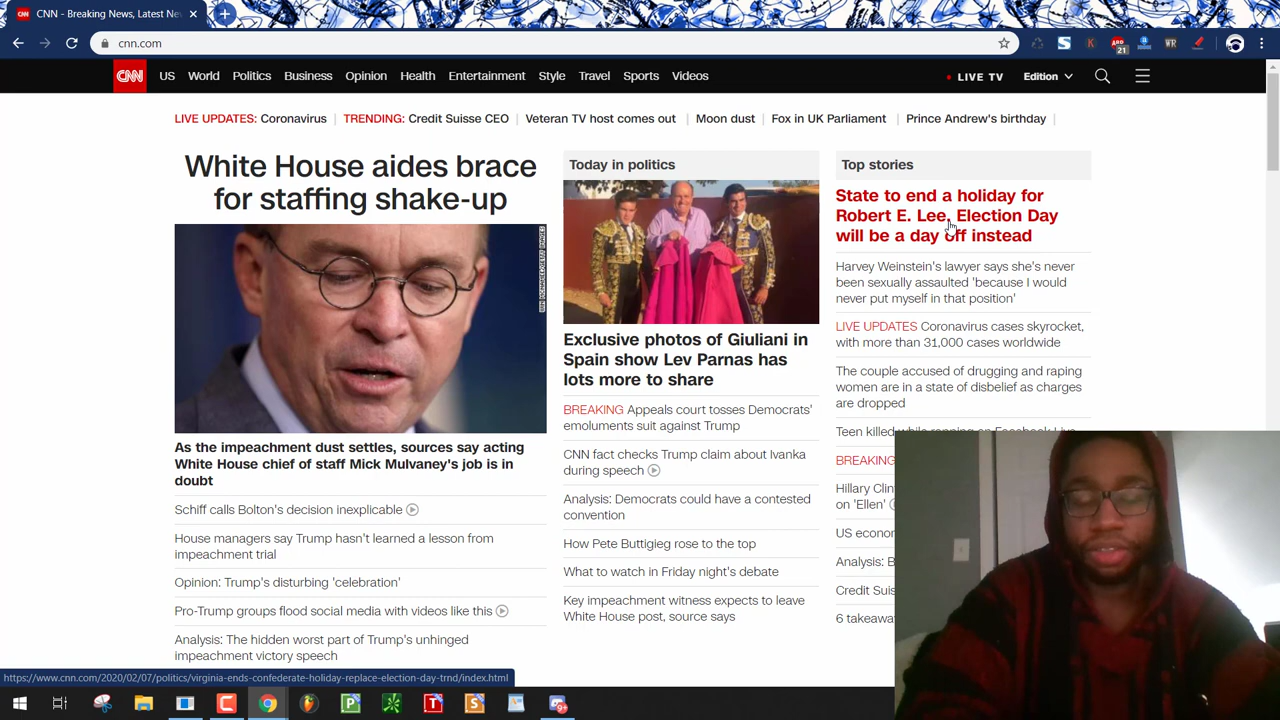 CNN - Breaking News, Latest Ne
cnn.com
21
WR
CNN
US World Politics Business Opinion Health Entertainment Style Travel Sports Videos
LIVE TV
Edition
LIVE UPDATES: Coronavirus
TRENDING: Credit Suisse CEO
Veteran TV host comes out
Moon dust
Fox in UK Parliament
Prince Andrew's birthday
White House aides brace
for staffing shake-up
As the impeachment dust settles, sources say acting
White House chief of staff Mick Mulvaney's job is in
doubt
Schiff calls Bolton's decision inexplicable
House managers say Trump hasn't learned a lesson from
impeachment trial
Opinion: Trump's disturbing 'celebration'
Pro-Trump groups flood social media with videos like this
Analysis: The hidden worst part of Trump's unhinged
impeachment victory speech
Today in politics
Exclusive photos of Giuliani in
Spain show Lev Parnas has
lots more to share
BREAKING Appeals court tosses Democrats'
emoluments suit against Trump
CNN fact checks Trump claim about Ivanka
during speech
Analysis: Democrats could have a contested
convention
How Pete Buttigieg rose to the top
What to watch in Friday night's debate
Key impeachment witness expects to leave
White House post, source says
Top stories
State to end a holiday for
Robert E. Lee. Election Day
will be a day off instead
Harvey Weinstein's lawyer says she's never
been sexually assaulted 'because I would
never put myself in that position'
LIVE UPDATES Coronavirus cases skyrocket,
with more than 31,000 cases worldwide
The couple accused of drugging and raping
women are in a state of disbelief as charges
are dropped
Teen killed while rapping on Facebook Live
BREAKING
Hillary Clin
on 'Ellen'
US econo
Analysis: B
Credit Suis
6 takeawa
https://www.cnn.com/2020/02/07/politics/virginia-ends-confederate-holiday-replace-election-day-trnd/index.html